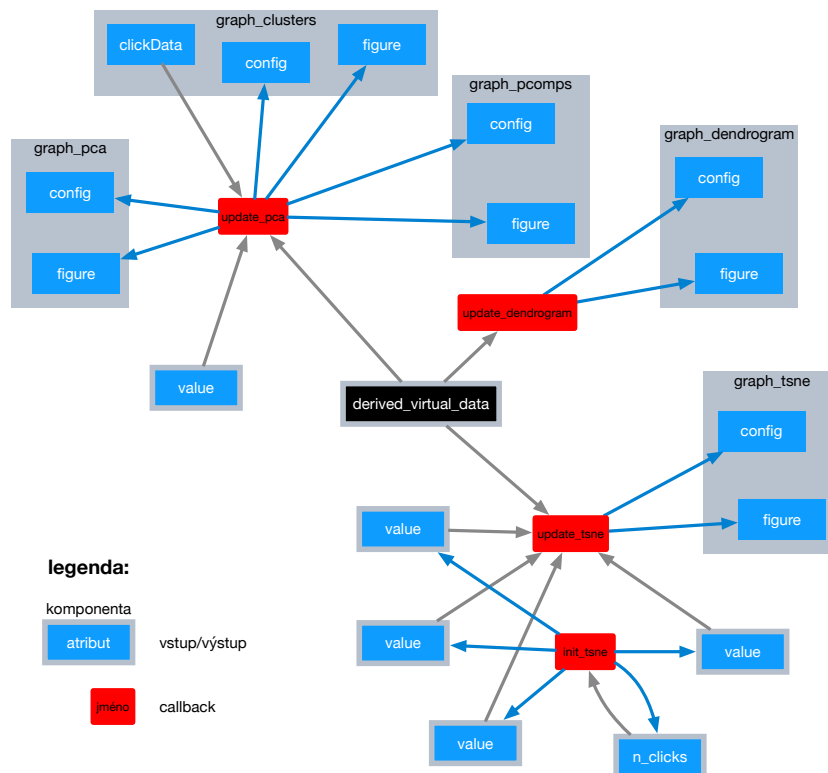 graph_clusters
clickData
config
figure
graph_pcomps
config
figure
graph_dendrogram
config
figure
graph_pca
config
figure
update_pca
update_dendrogram
value
derived_virtual_data
graph_tsne
config
figure
value
update_tsne
value
init_tsne
value
value
n_clicks
legenda:
komponenta
atribut
vstup/výstup
jméno
callback